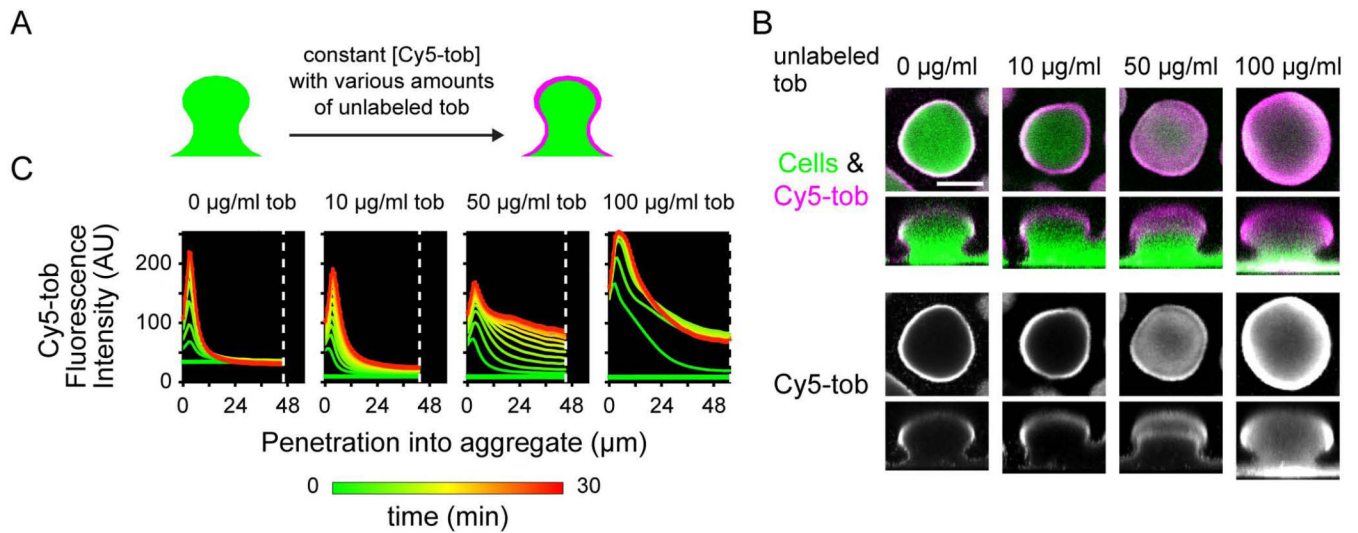 A
constant [Cy5-tob]
with various amounts
of unlabeled tob
B
unlabeled
tob
0 µg/ml
10 µg/ml
50 µg/ml
100 µg/ml
Cells &
Cy5-tob
Cy5-tob
C
0 µg/ml tob
10 µg/ml tob
50 µg/ml tob
100 µg/ml tob
Cy5-tob
Fluorescence
Intensity (AU)
200
100
0
0 24 48
0 24 48
0 24 48
0 24 48
Penetration into aggregate (µm)
0
30
time (min)